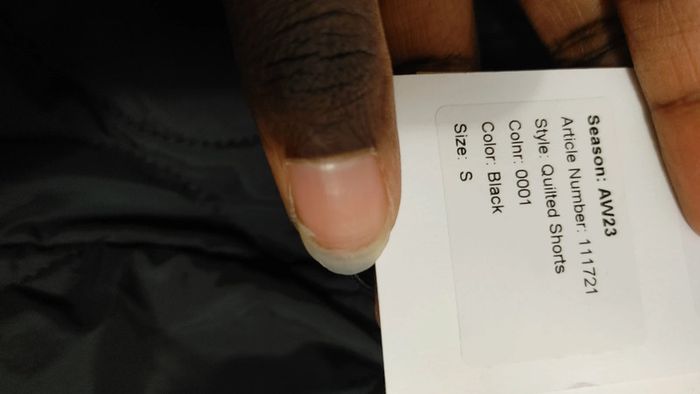 Season: AW23
Article Number: 111721
Style: Quilted Shorts
Colnr: 0001
Color: Black
Size: S